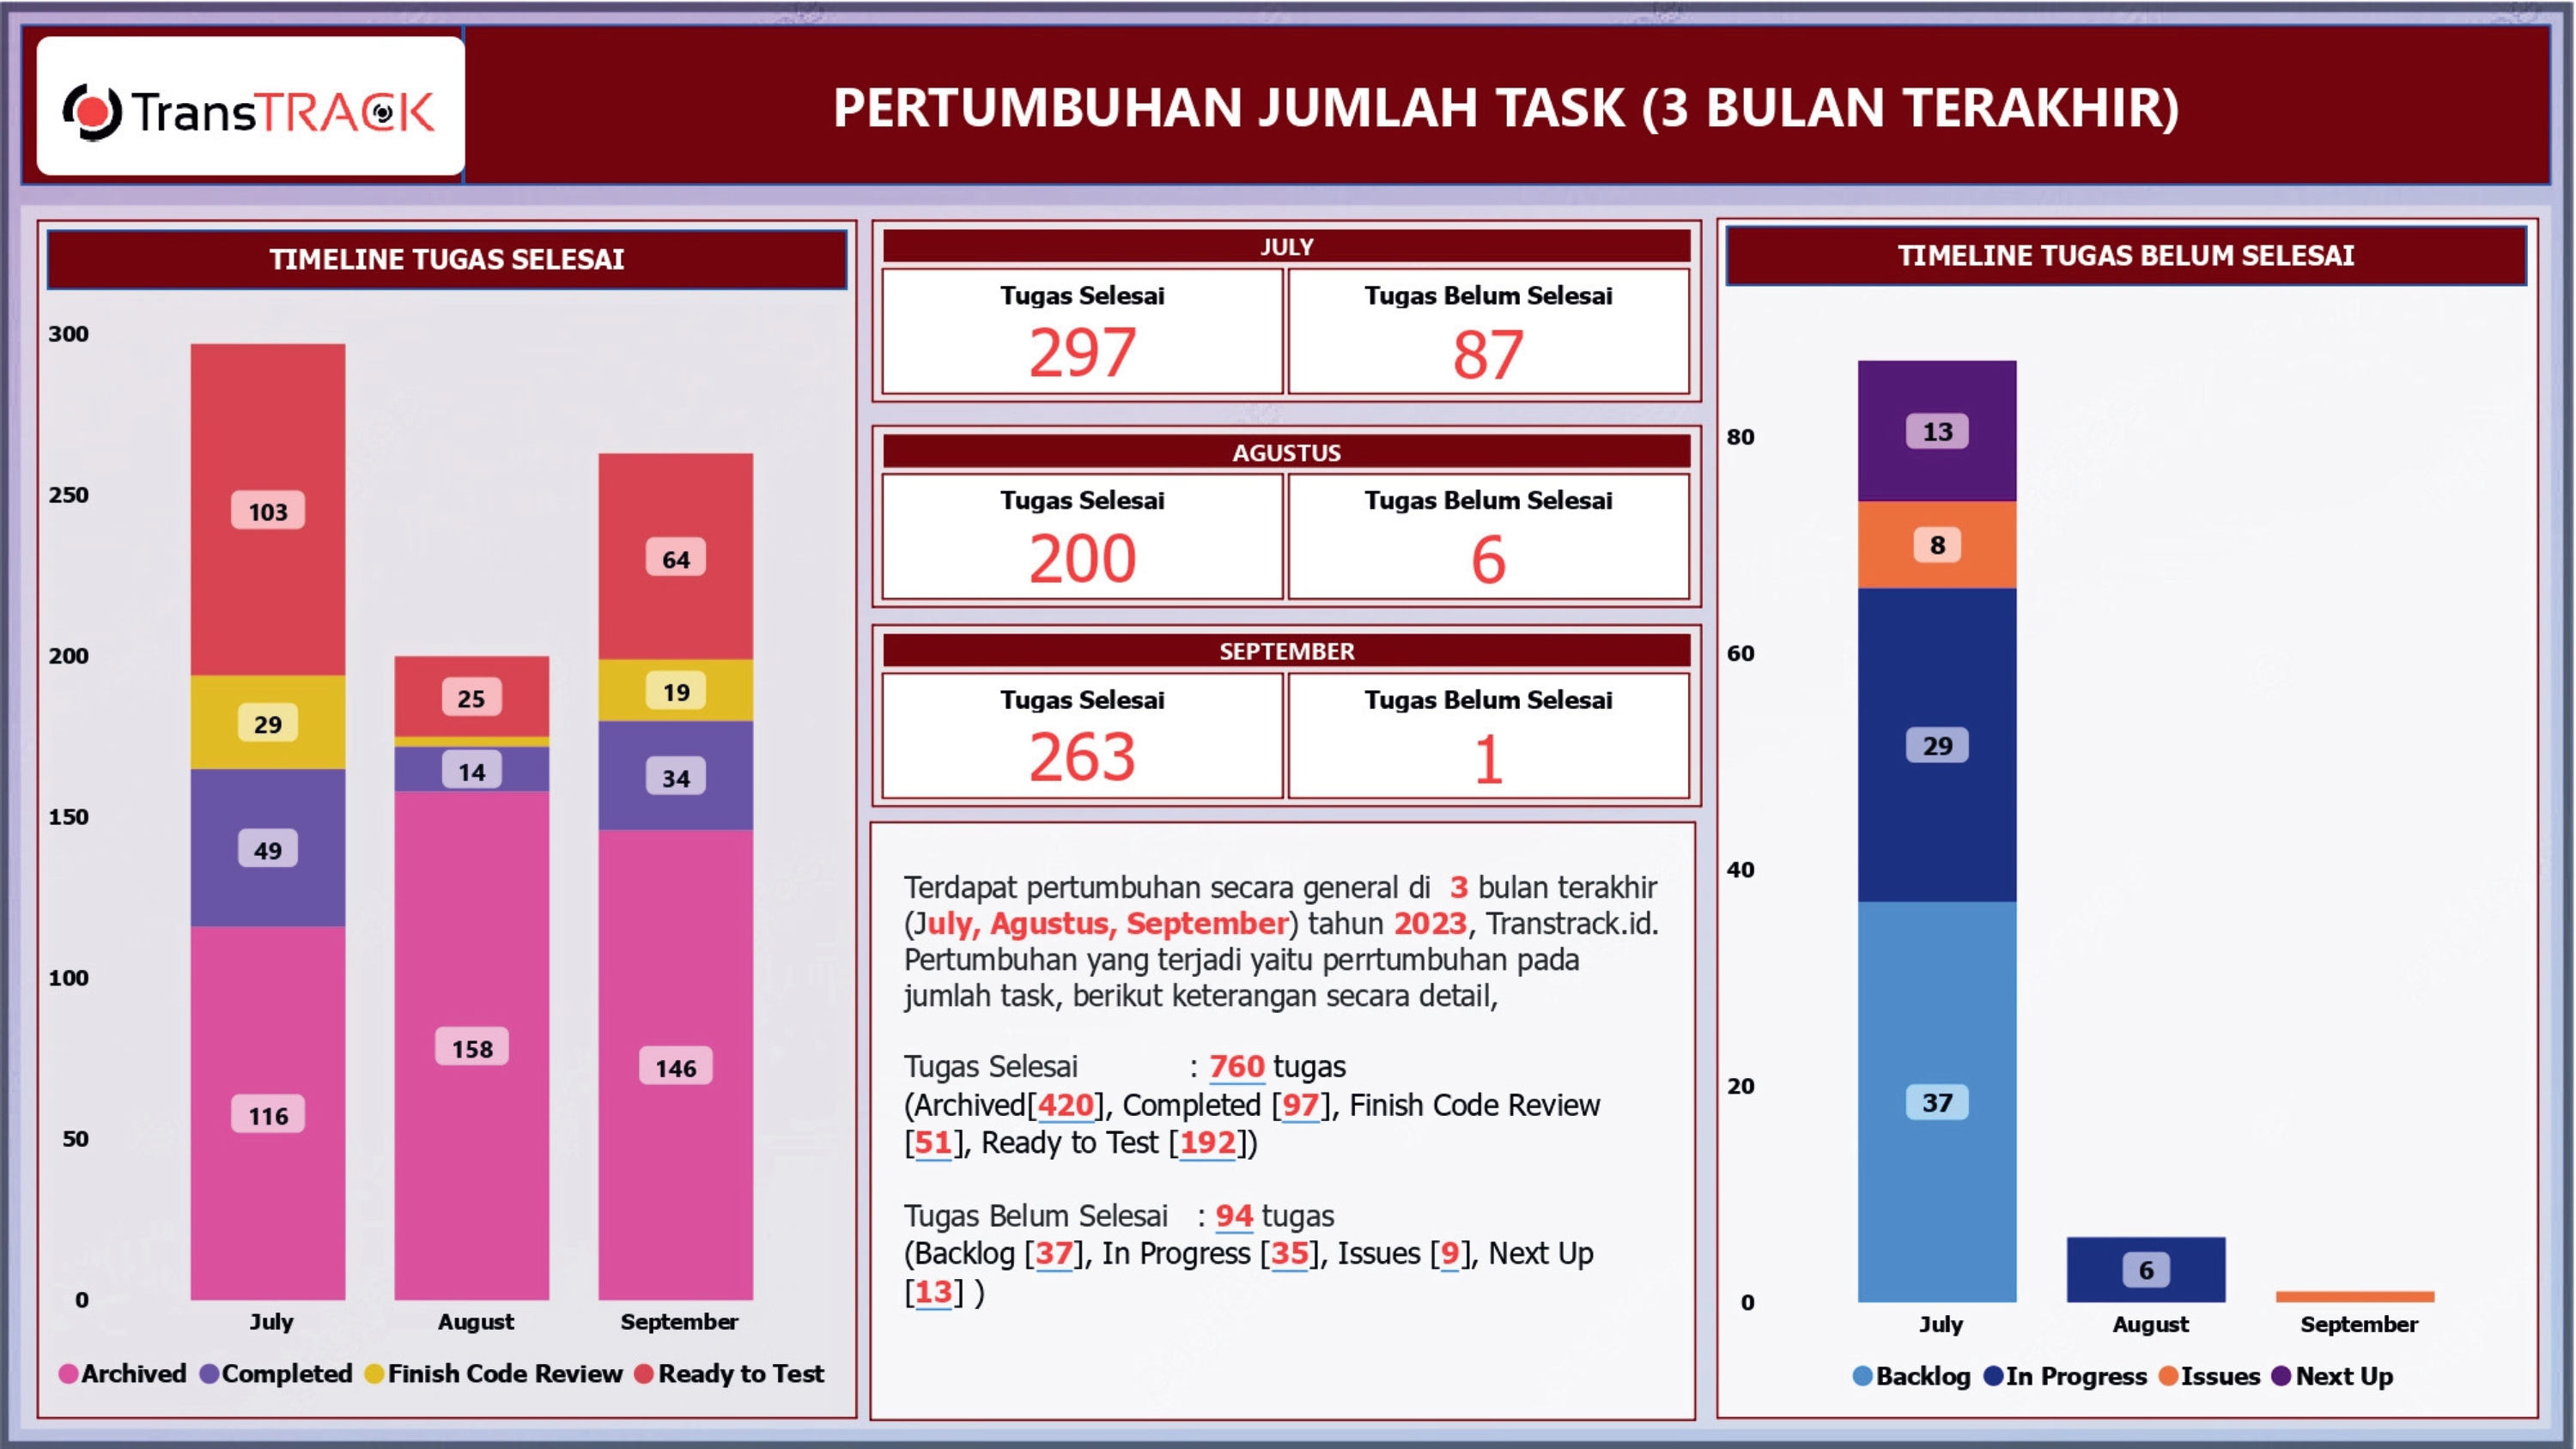 TransTRACK
PERTUMBUHAN JUMLAH TASK (3 BULAN TERAKHIR)
TIMELINE TUGAS SELESAI
300
250
200
150
100
50
0
103
29
49
116
25
14
158
64
19
34
146
July August September
Archived Completed Finish Code Review Ready to Test
JULY
Tugas Selesai Tugas Belum Selesai
297 87
AGUSTUS
Tugas Selesai Tugas Belum Selesai
200 6
SEPTEMBER
Tugas Selesai Tugas Belum Selesai
263 1
Terdapat pertumbuhan secara general di 3 bulan terakhir
(July, Agustus, September) tahun 2023, Transtrack.id.
Pertumbuhan yang terjadi yaitu perrtumbuhan pada
jumlah task, berikut keterangan secara detail,
Tugas Selesai : 760 tugas
(Archived[420], Completed [97], Finish Code Review
[51], Ready to Test [192])
Tugas Belum Selesai : 94 tugas
(Backlog [37], In Progress [35], Issues [9], Next Up
[13] )
TIMELINE TUGAS BELUM SELESAI
80
60
40
20
0
13
8
29
37
6
July August September
Backlog In Progress Issues Next Up